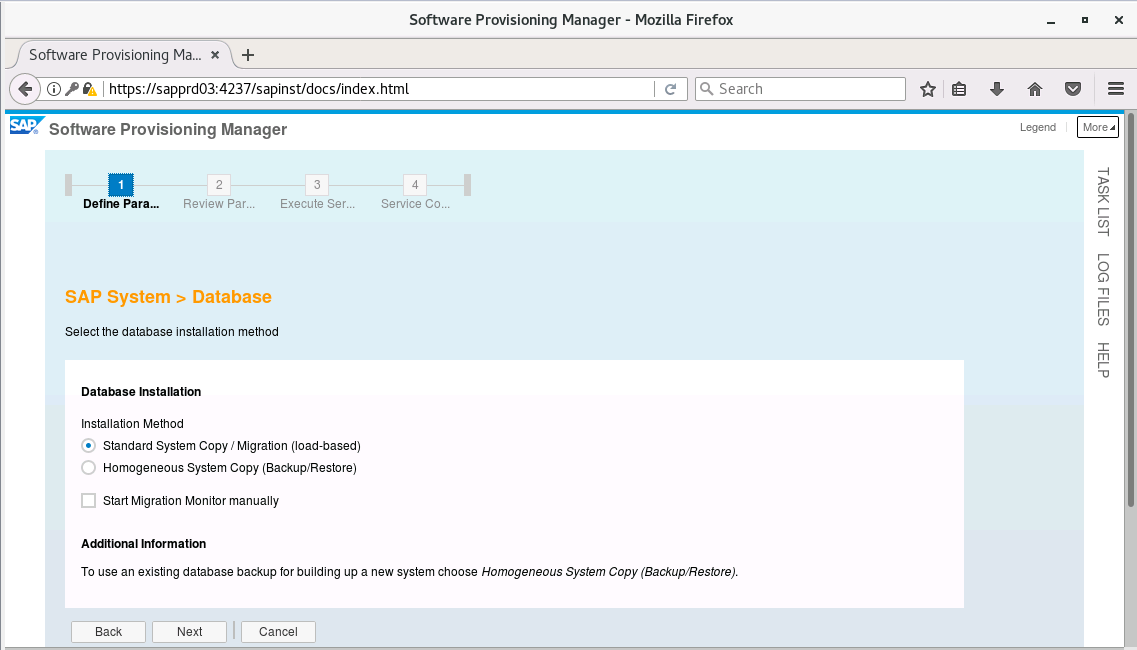 Software Provisioning Manager - Mozilla Firefox
Software Provisioning Ma...
https://sapprd03:4237/sapinst/docs/index.html
Search
SAP Software Provisioning Manager
Legend
More
1 2 3 4
Define Para... Review Par... Execute Ser... Service Co...
TASK LIST
LOG FILES
HELP
SAP System > Database
Select the database installation method
Database Installation
Installation Method
Standard System Copy / Migration (load-based)
Homogeneous System Copy (Backup/Restore)
Start Migration Monitor manually
Additional Information
To use an existing database backup for building up a new system choose Homogeneous System Copy (Backup/Restore).
Back Next Cancel